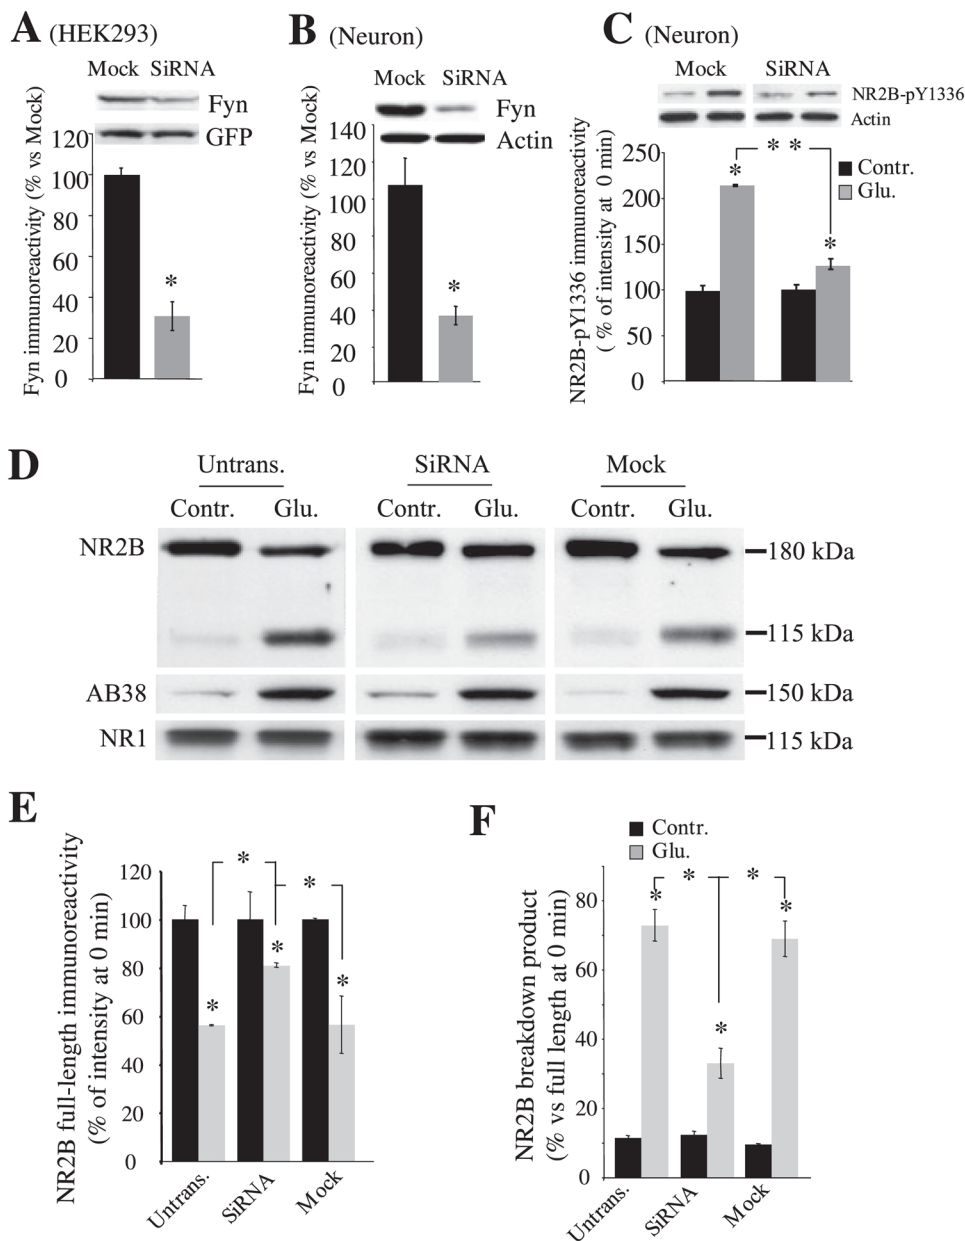 A (HEK293)
Mock SiRNA
Fyn
GFP
Fyn immunoreactivity (% vs Mock)
120
100
80
60
40
20
0
*
B (Neuron)
Mock SiRNA
Fyn
Actin
Fyn immunoreactivity (% vs Mock)
140
120
100
80
60
40
20
0
*
C (Neuron)
Mock SiRNA
NR2B-pY1336
Actin
NR2B-pY1336 immunoreactivity
( % of intensity at 0 min)
250
200
150
100
50
0
* *
*
*
Contr.
Glu.
D
Untrans. SiRNA Mock
Contr. Glu. Contr. Glu. Contr. Glu.
NR2B 180 kDa
115 kDa
AB38 150 kDa
NR1 115 kDa
E
NR2B full-length immunoreactivity
(% of intensity at 0 min)
120
100
80
60
40
20
0
* *
* * *
Untrans. SiRNA Mock
F
Contr.
Glu.
NR2B breakdown product
(% vs full length at 0 min)
80
60
40
20
0
* *
* * *
Untrans. SiRNA Mock